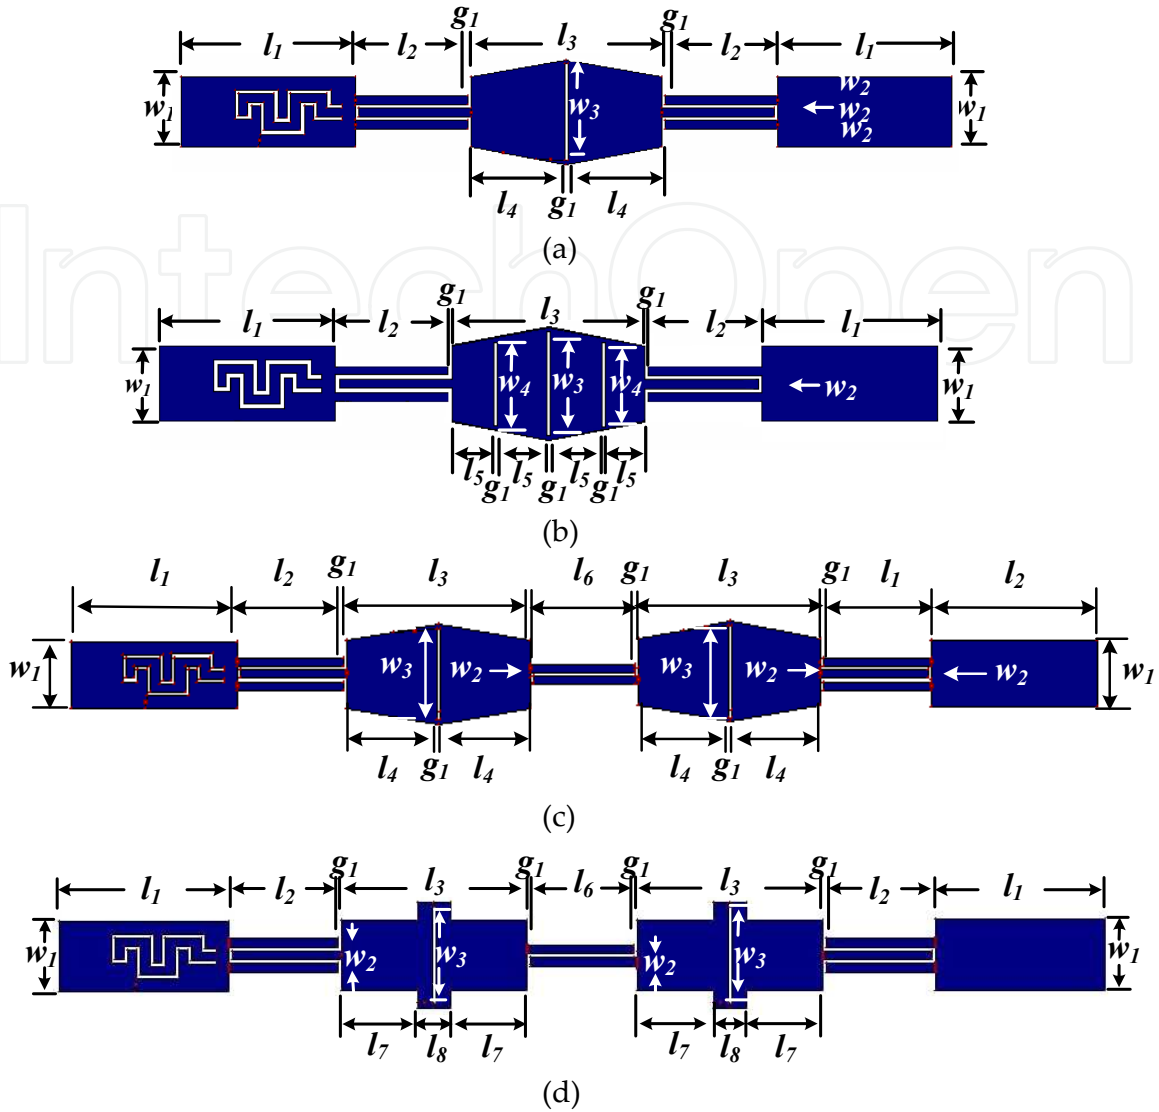 g1 g1
l1 l2 l3 l2 l1
w2
w1 w3 w2 w1
w2
l4 g1 l4
(a)
IntechOpen
g1 g1
l1 l2 l3 l2 l1
w1 w4 w3 w4 w2 w1
l5 l5 l5 l5
g1 g1 g1
(b)
l1 l2 g1 l3 l6 g1 l3 g1 l1 l2
w1 w3 w2 w3 w2 w2 w1
l4 g1 l4 l4 g1 l4
(c)
g1 g1 g1 g1
l1 l2 l3 l6 l3 l2 l1
w1 w2 w3 w2 w3 w1
l7 l8 l7 l7 l8 l7
(d)